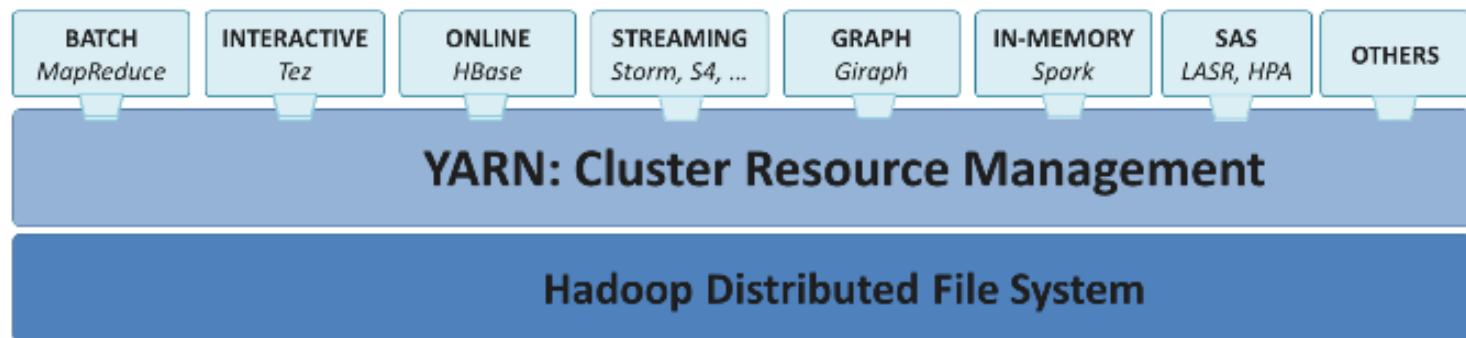 BATCH
MapReduce
INTERACTIVE
Tez
ONLINE
HBase
STREAMING
Storm, S4, ...
GRAPH
Giraph
IN-MEMORY
Spark
SAS
LASR, HPA
OTHERS
YARN: Cluster Resource Management
Hadoop Distributed File System